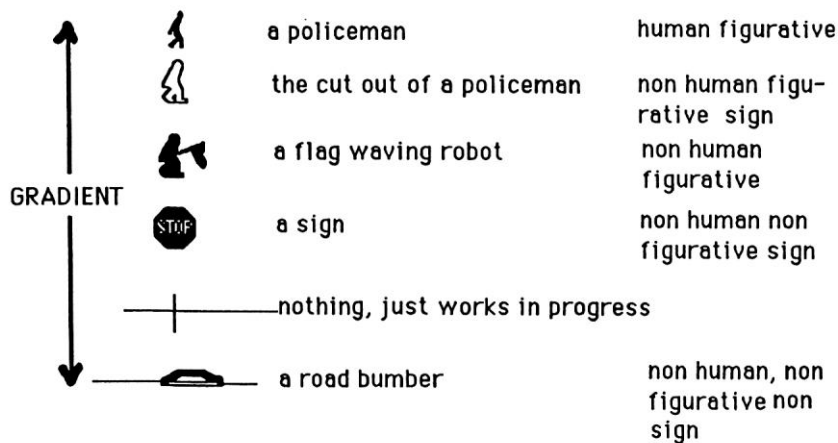 a policeman human figurative
the cut out of a policeman non human figu-
rative sign
a flag waving robot non human
figurative
GRADIENT
STOP a sign non human non
figurative sign
nothing, just works in progress
a road bumber non human, non
figurative non
sign